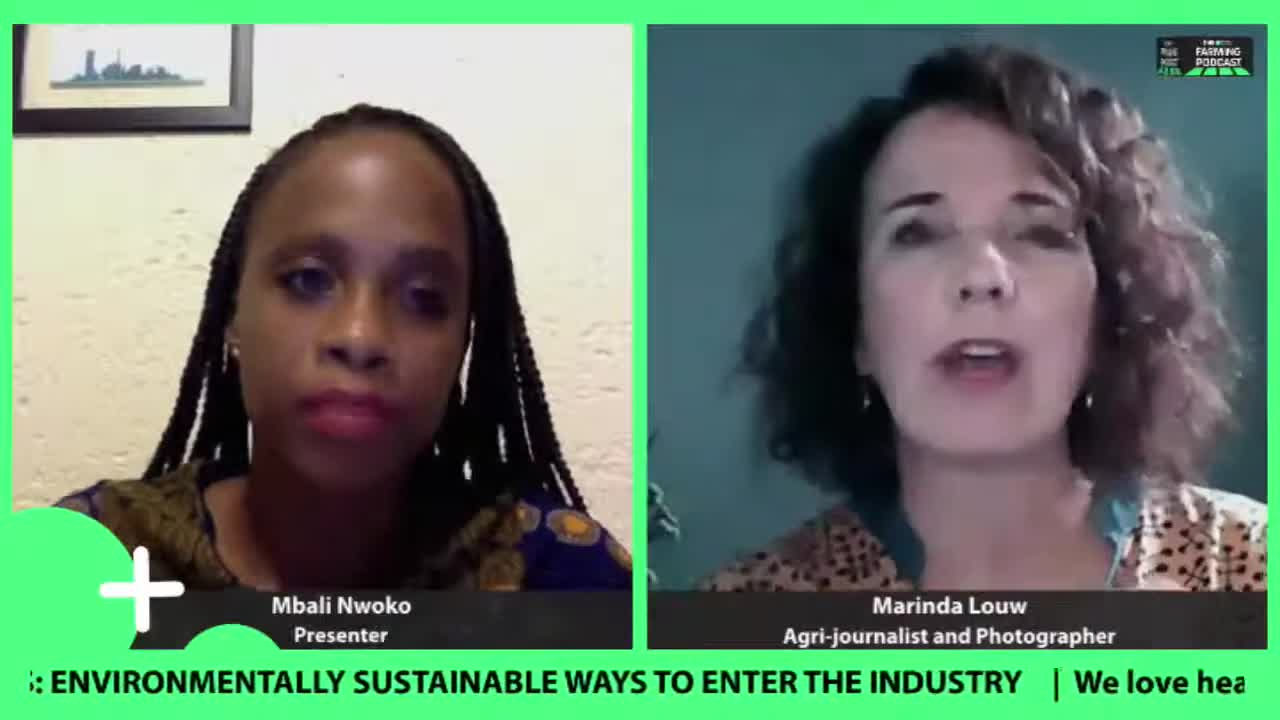 FARMING
PODCAST
Mbali Nwoko
Presenter
Marinda Louw
Agri-journalist and Photographer
: ENVIRONMENTALLY SUSTAINABLE WAYS TO ENTER THE INDUSTRY | We love hea